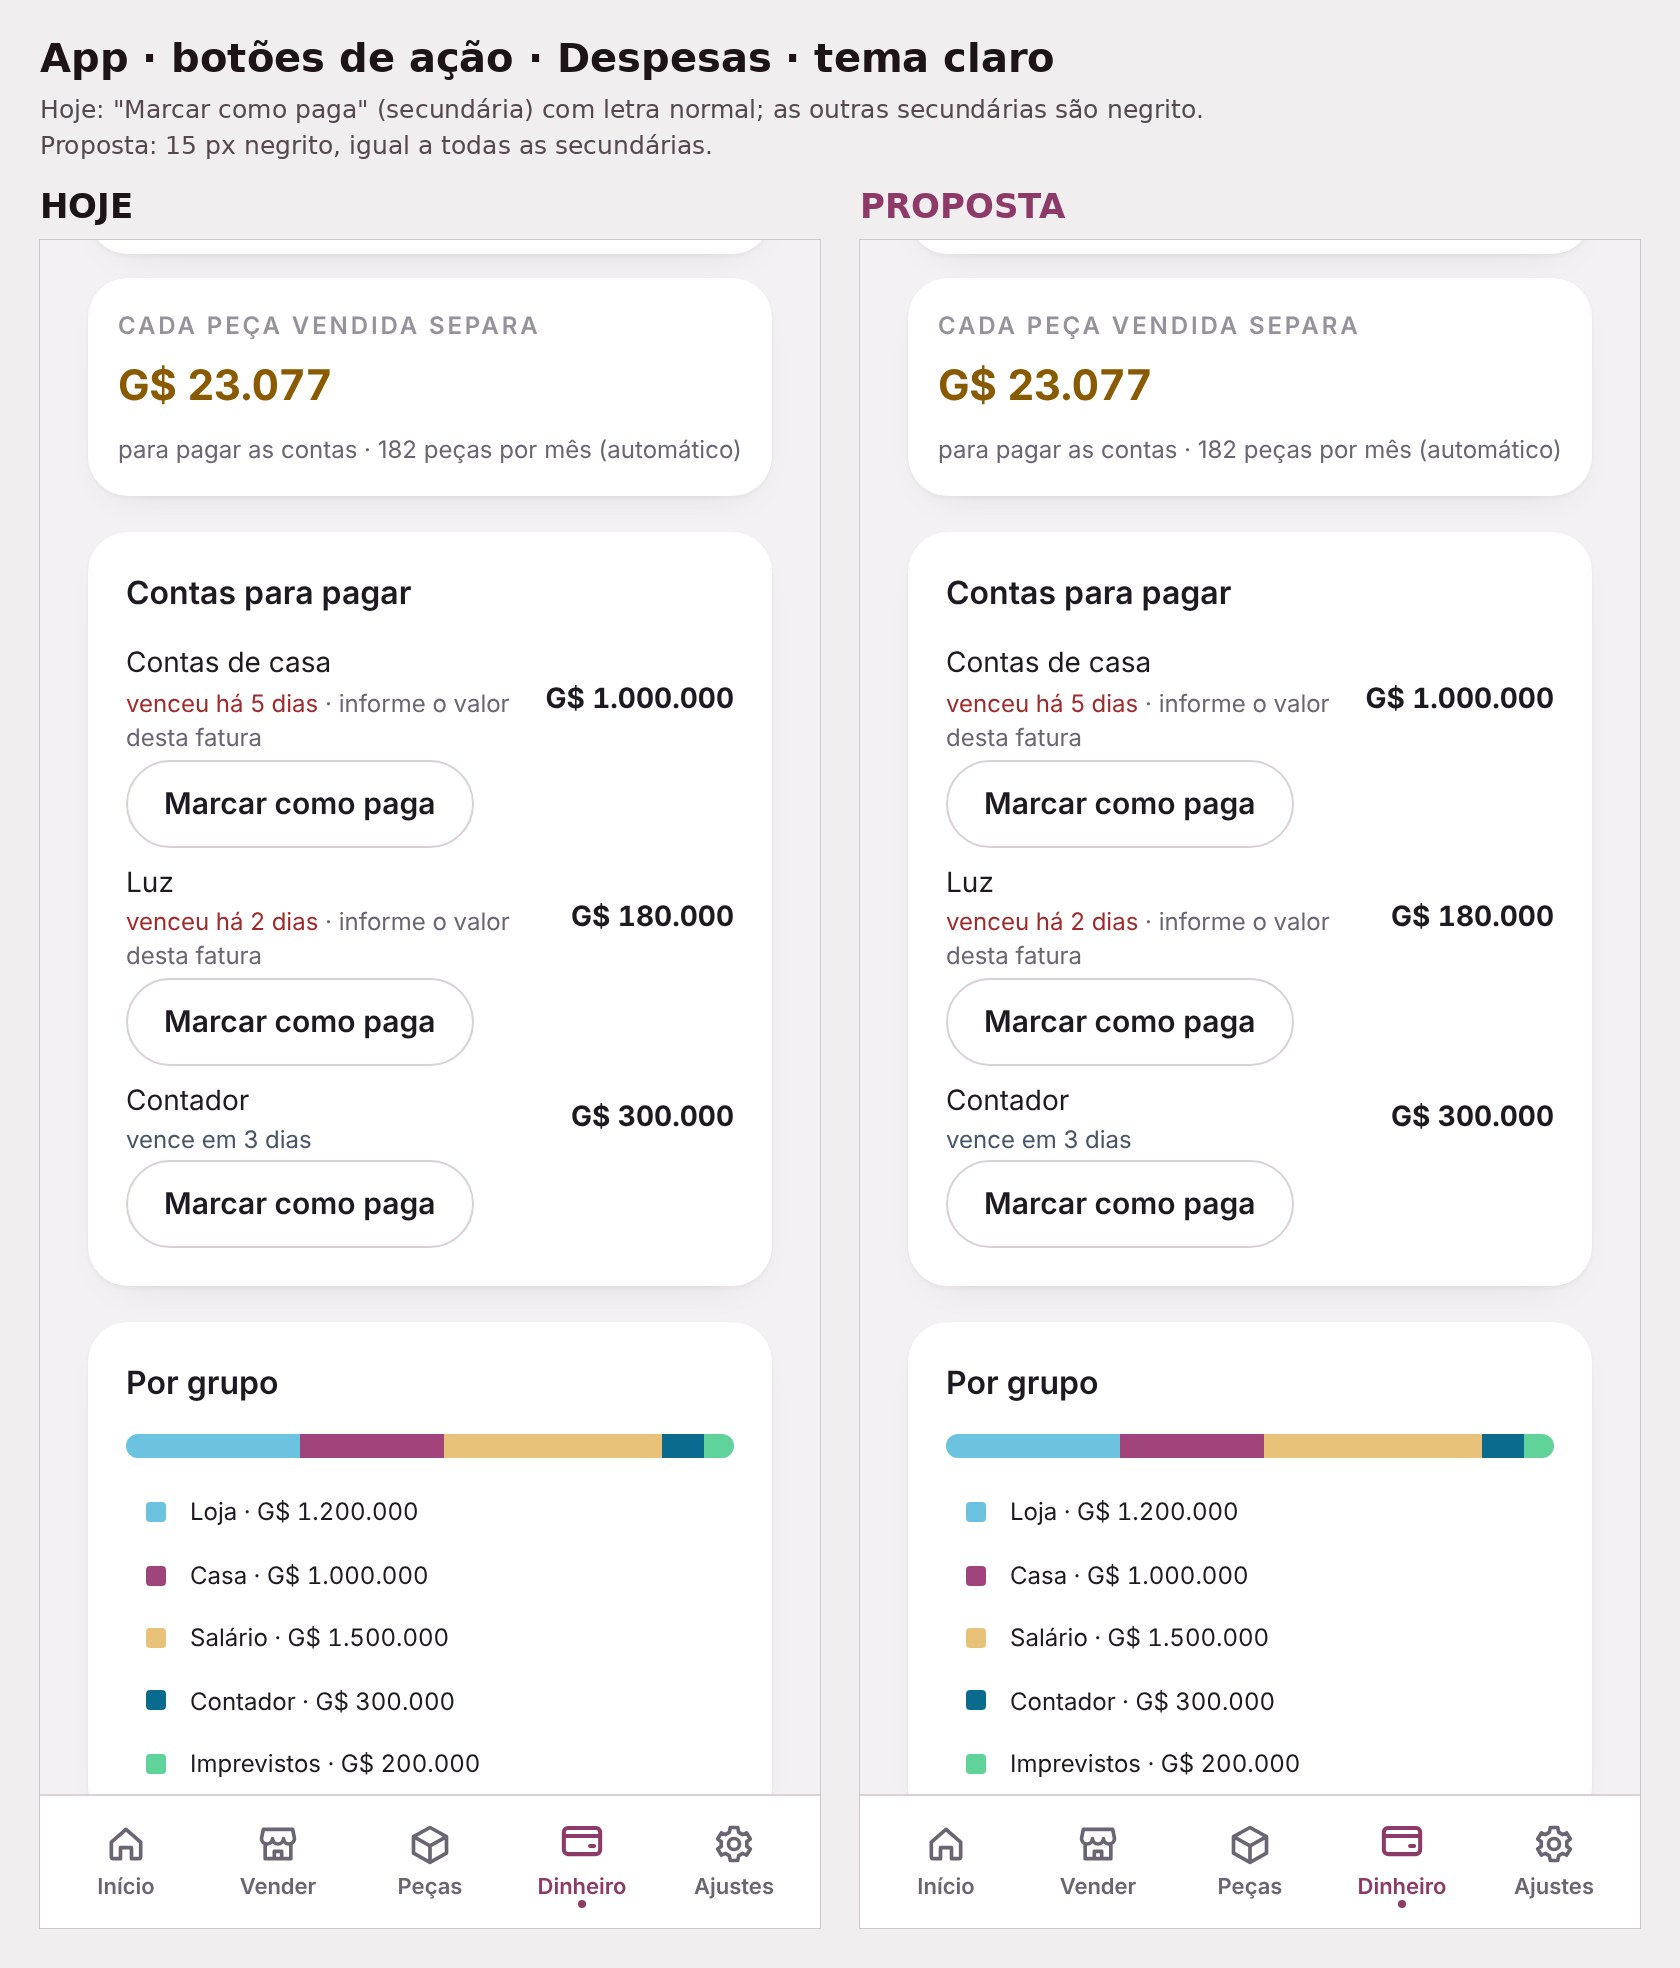 App · botões de ação · Despesas · tema claro
Hoje: "Marcar como paga" (secundária) com letra normal; as outras secundárias são negrito.
Proposta: 15 px negrito, igual a todas as secundárias.
HOJE
CADA PEÇA VENDIDA SEPARA
G$ 23.077
para pagar as contas · 182 peças por mês (automático)
Contas para pagar
Contas de casa
venceu há 5 dias · informe o valor
desta fatura
G$ 1.000.000
Marcar como paga
Luz
venceu há 2 dias · informe o valor
desta fatura
G$ 180.000
Marcar como paga
Contador
vence em 3 dias
G$ 300.000
Marcar como paga
Por grupo
Loja · G$ 1.200.000
Casa · G$ 1.000.000
Salário · G$ 1.500.000
Contador · G$ 300.000
Imprevistos · G$ 200.000
Início
Vender
Peças
Dinheiro
Ajustes
PROPOSTA
CADA PEÇA VENDIDA SEPARA
G$ 23.077
para pagar as contas · 182 peças por mês (automático)
Contas para pagar
Contas de casa
venceu há 5 dias · informe o valor
desta fatura
G$ 1.000.000
Marcar como paga
Luz
venceu há 2 dias · informe o valor
desta fatura
G$ 180.000
Marcar como paga
Contador
vence em 3 dias
G$ 300.000
Marcar como paga
Por grupo
Loja · G$ 1.200.000
Casa · G$ 1.000.000
Salário · G$ 1.500.000
Contador · G$ 300.000
Imprevistos · G$ 200.000
Início
Vender
Peças
Dinheiro
Ajustes